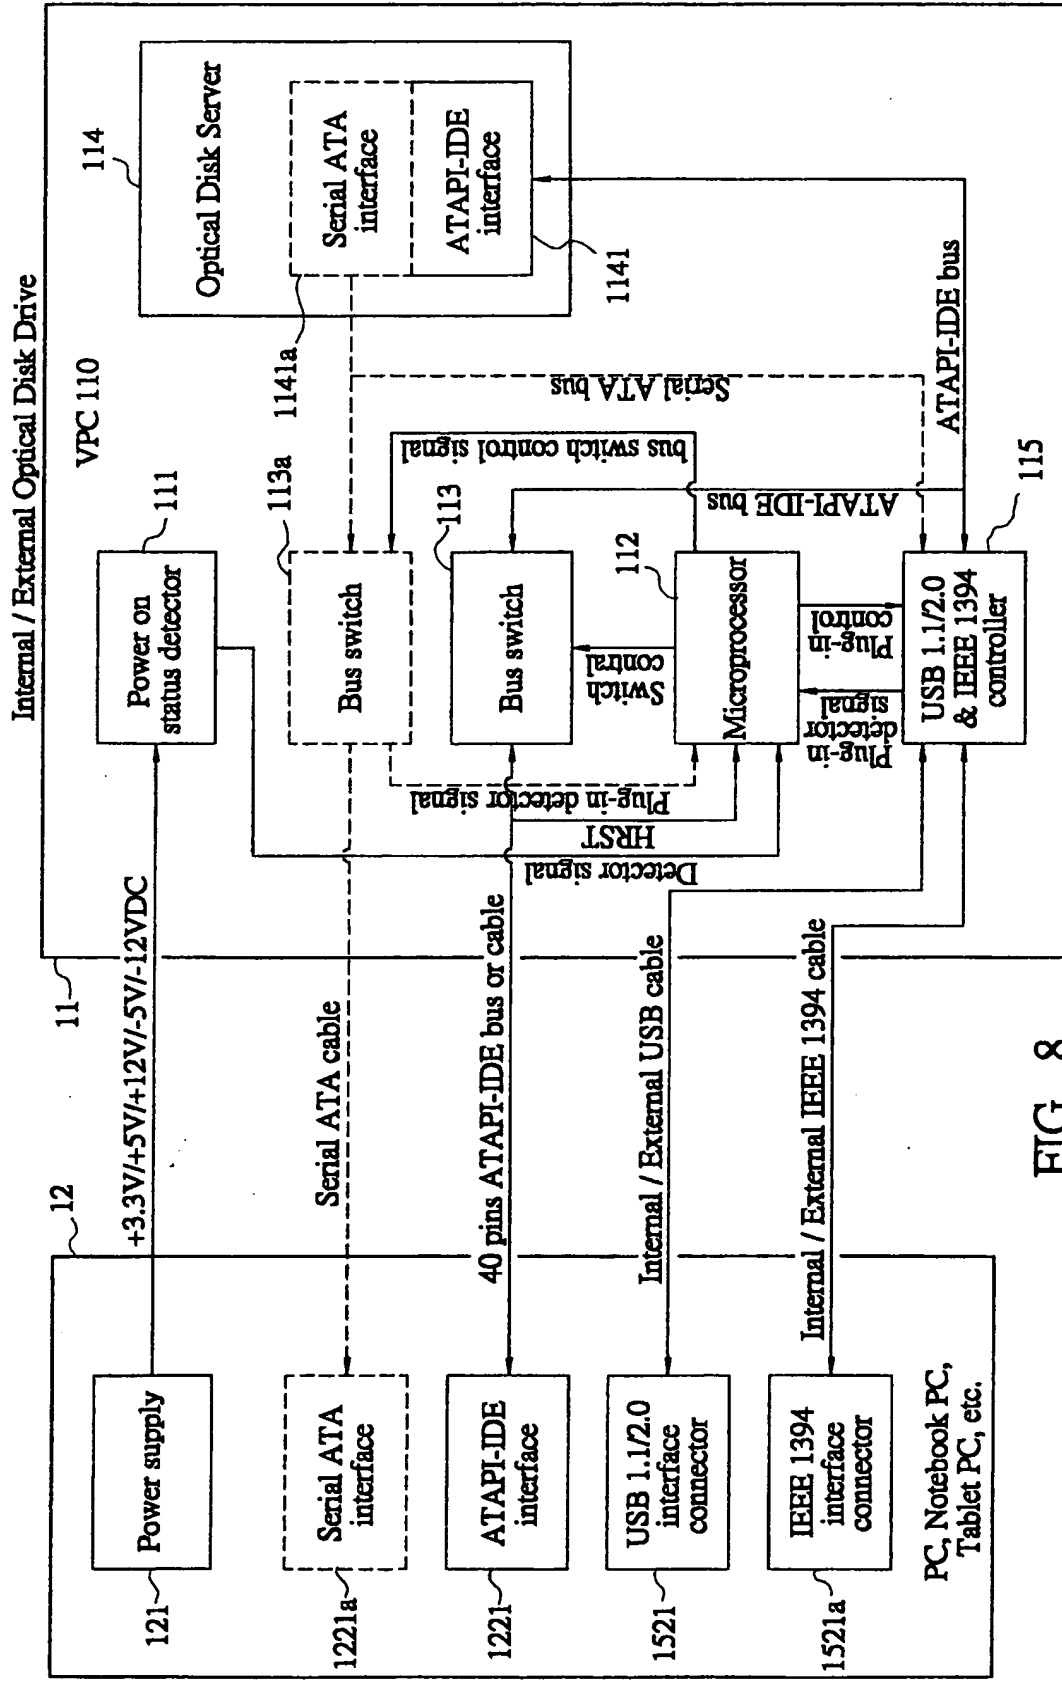 Internal / External Optical Disk Drive
VPC 110
11
12
+3.3V/+5V/+12V/-5V/-12VDC
Power supply
121
Power on
status detector
111
Optical Disk Server
114
Serial ATA
interface
1141a
ATAPI-IDE
interface
1141
Serial ATA
interface
1221a
Serial ATA cable
Bus switch
113a
Serial ATA bus
bus switch control signal
Plug-in detector signal
ATAPI-IDE
interface
1221
40 pins ATAPI-IDE bus or cable
Bus switch
113
ATAPI-IDE bus
HRST
Detector signal
Switch
control
Microprocessor
112
Plug-in
control
Plug-in
detector
signal
USB 1.1/2.0
interface
connector
1521
Internal / External USB cable
USB 1.1/2.0
& IEEE 1394
controller
115
ATAPI-IDE bus
IEEE 1394
interface
connector
1521a
Internal / External IEEE 1394 cable
PC, Notebook PC,
Tablet PC, etc.
FIG. 8